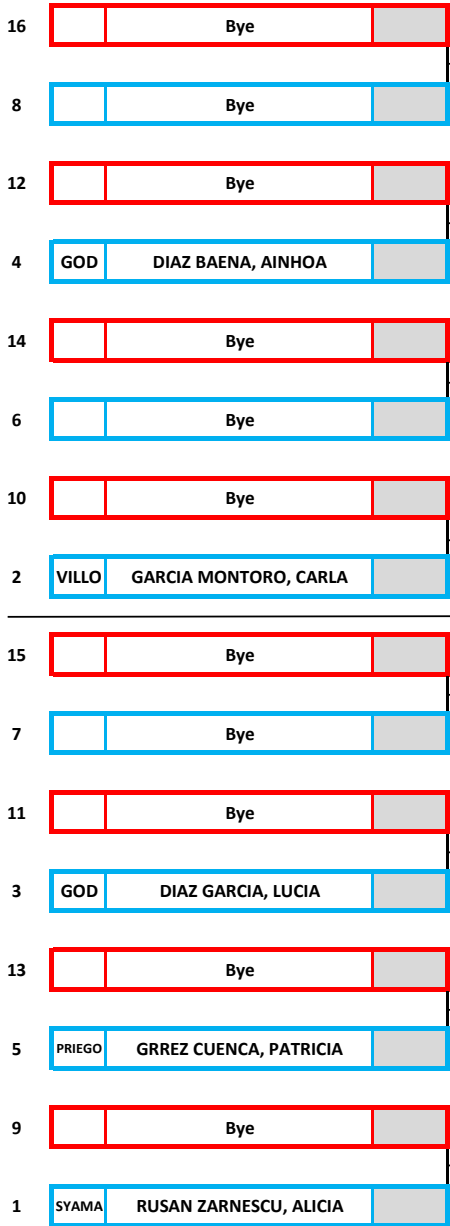 16 Bye
8 Bye
12 Bye
4 GOD DIAZ BAENA, AINHOA
14 Bye
6 Bye
10 Bye
2 VILLO GARCIA MONTORO, CARLA
15 Bye
7 Bye
11 Bye
3 GOD DIAZ GARCIA, LUCIA
13 Bye
5 PRIEGO GRREZ CUENCA, PATRICIA
9 Bye
1 SYAMA RUSAN ZARNESCU, ALICIA